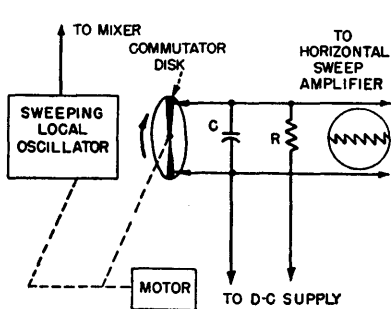 TO MIXER
COMMUTATOR
DISK
TO
HORIZONTAL
SWEEP
AMPLIFIER
SWEEPING
LOCAL
OSCILLATOR
C
R
MOTOR
TO D-C SUPPLY